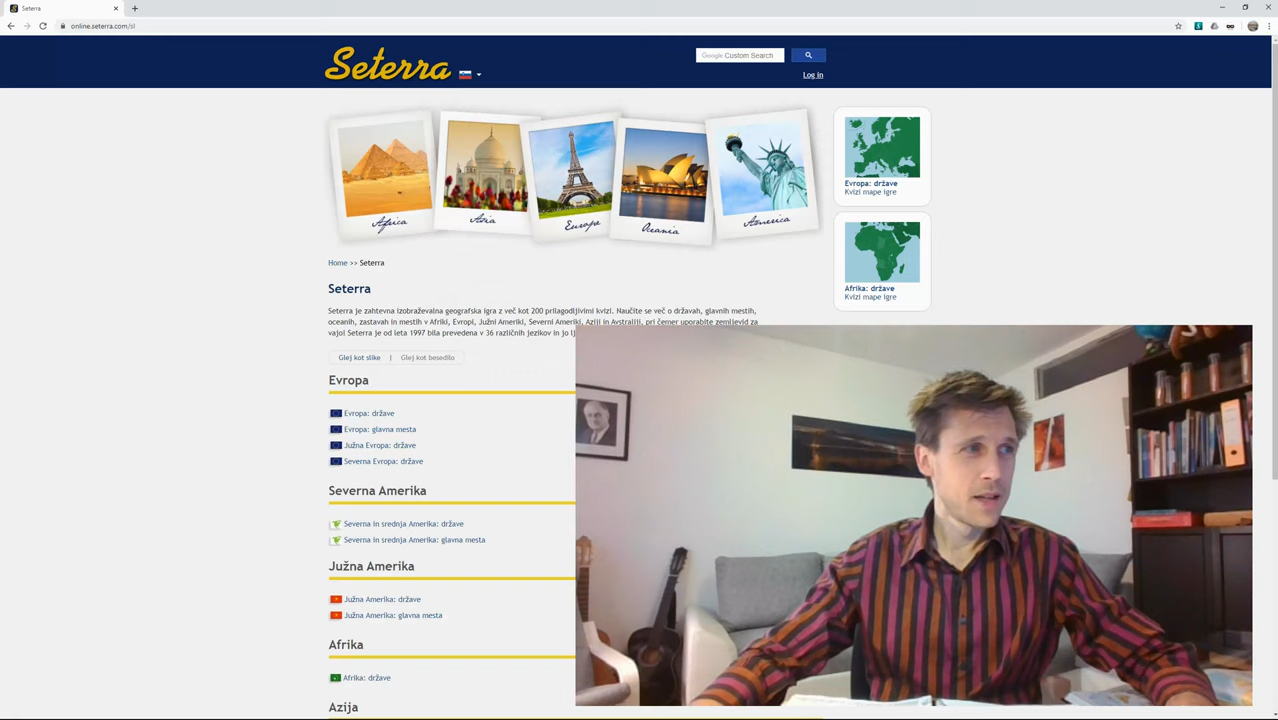 Seterra
online.seterra.com/sl
Seterra
Google Custom Search
Log in
Africa
Asia
Europe
Oceania
America
Evropa: države
Kvizi mape igre
Afrika: države
Kvizi mape igre
Home >> Seterra
Seterra
Seterra je zahtevna izobraževalna geografska igra z več kot 200 prilagodljivimi kvizi. Naučite se več o državah, glavnih mestih,
oceanih, zastavah in mestih v Afriki, Evropi, Južni Ameriki, Severni Ameriki, Aziji in Avstraliji, pri čemer uporabite zemljevid za
vajo! Seterra je od leta 1997 bila prevedena v 36 različnih jezikov in jo
Glej kot slike | Glej kot besedilo
Evropa
Evropa: države
Evropa: glavna mesta
Južna Evropa: države
Severna Evropa: države
Severna Amerika
Severna in srednja Amerika: države
Severna in srednja Amerika: glavna mesta
Južna Amerika
Južna Amerika: države
Južna Amerika: glavna mesta
Afrika
Afrika: države
Azija